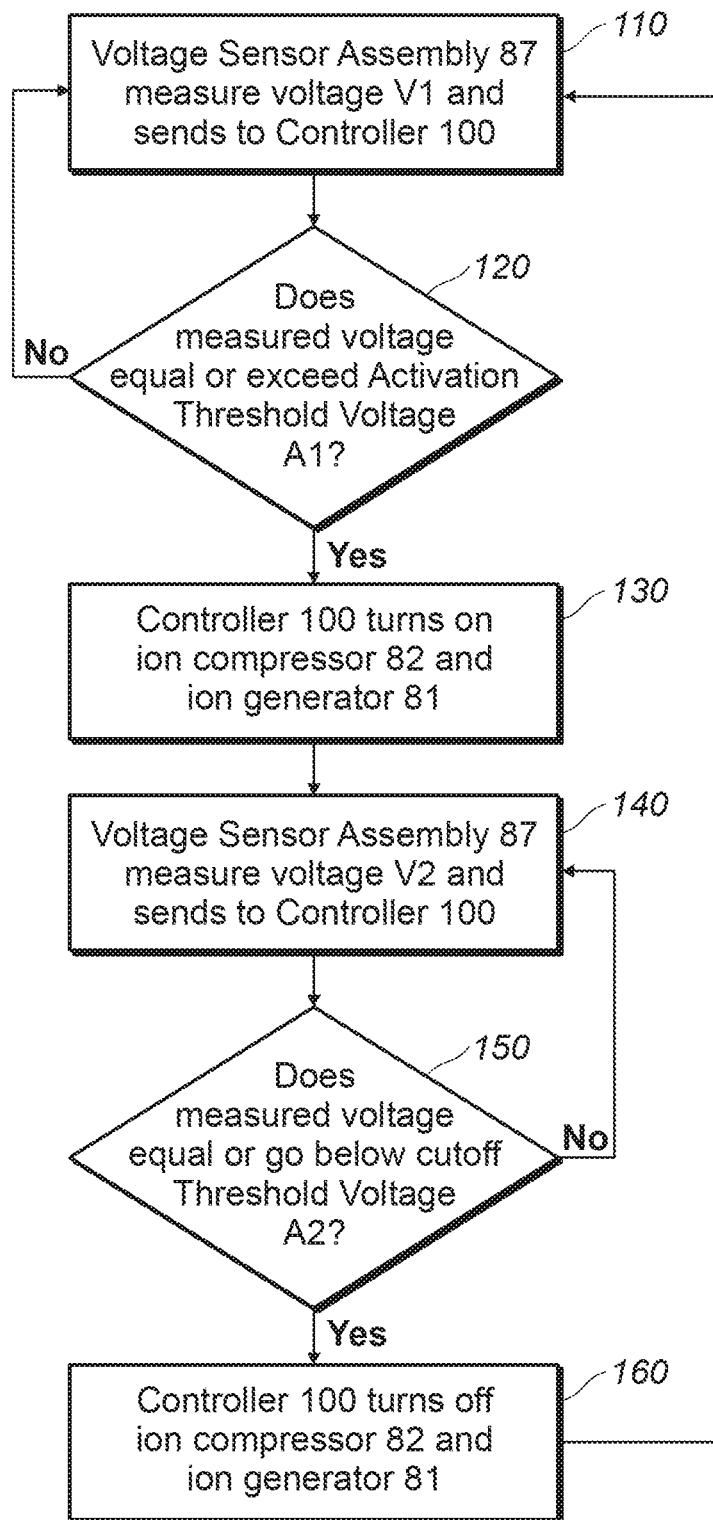 110
Voltage Sensor Assembly 87
measure voltage V1 and
sends to Controller 100
120
Does
measured voltage
equal or exceed Activation
Threshold Voltage
A1?
No
Yes
130
Controller 100 turns on
ion compressor 82 and
ion generator 81
140
Voltage Sensor Assembly 87
measure voltage V2 and
sends to Controller 100
150
Does
measured voltage
equal or go below cutoff
Threshold Voltage
A2?
No
Yes
160
Controller 100 turns off
ion compressor 82 and
ion generator 81